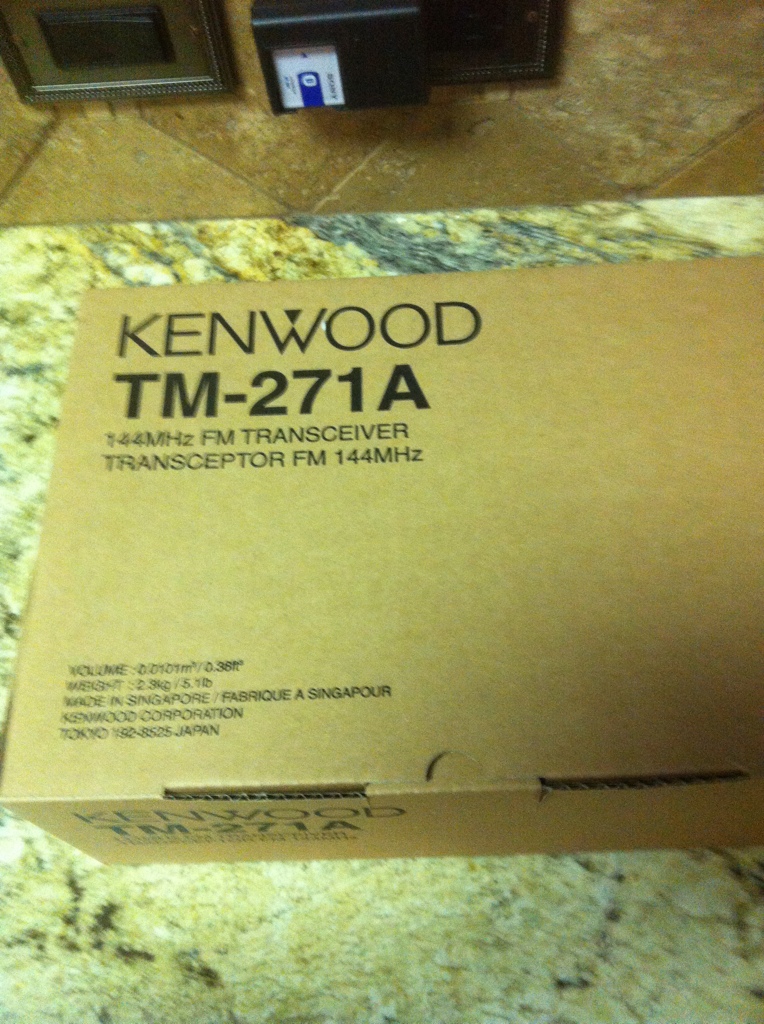 SONY
KENWOOD
TM-271A
144MHz FM TRANSCEIVER
TRANSCEPTOR FM 144MHz
VOLUME : 0.0101m³ / 0.36ft³
WEIGHT : 2.3kg / 5.1lb
MADE IN SINGAPORE / FABRIQUE A SINGAPOUR
KENWOOD CORPORATION
TOKYO 192-8525 JAPAN
KENWOOD
TM-271A